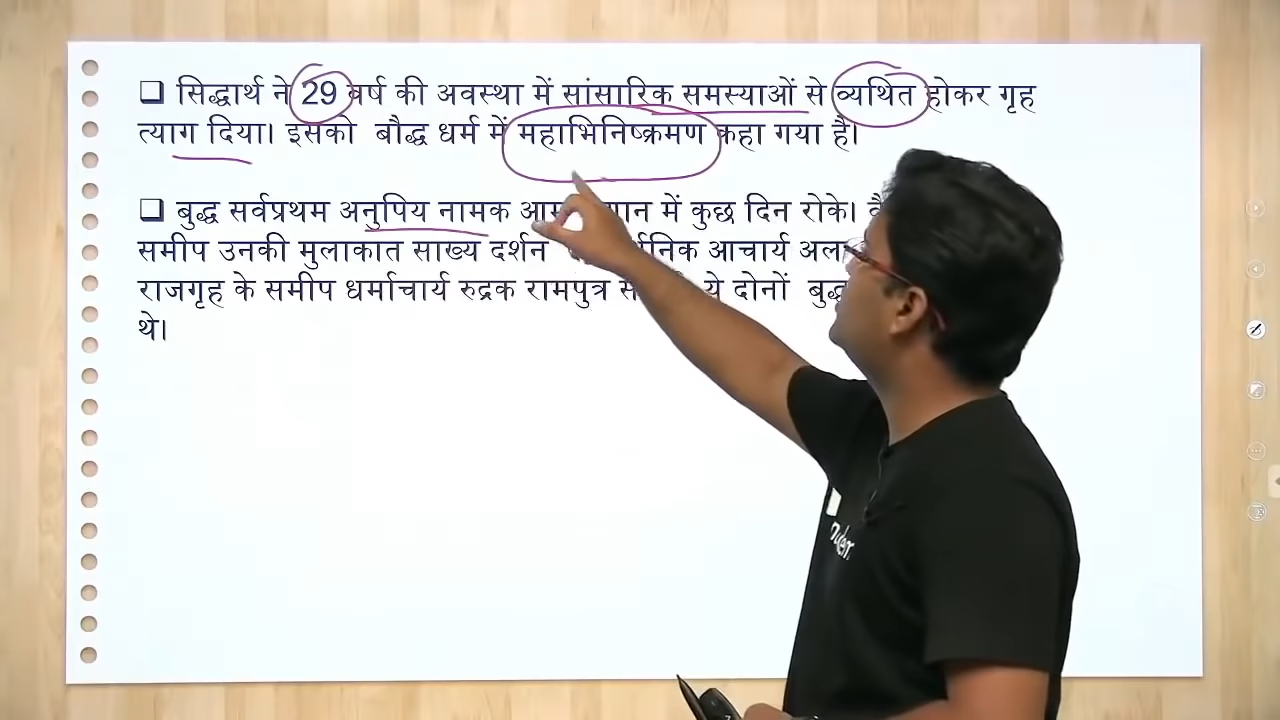 सिद्धार्थ ने 29 वर्ष की अवस्था में सांसारिक समस्याओं से व्यथित होकर गृह
त्याग दिया। इसको बौद्ध धर्म में महाभिनिष्क्रमण कहा गया है।
बुद्ध सर्वप्रथम अनुपिय नामक में कुछ दिन रोके।
समीप उनकी मुलाकात साख्य दर्शन आचार्य
राजगृह के समीप धर्माचार्य रुद्रक रामपुत्र ये दोनों
थे।